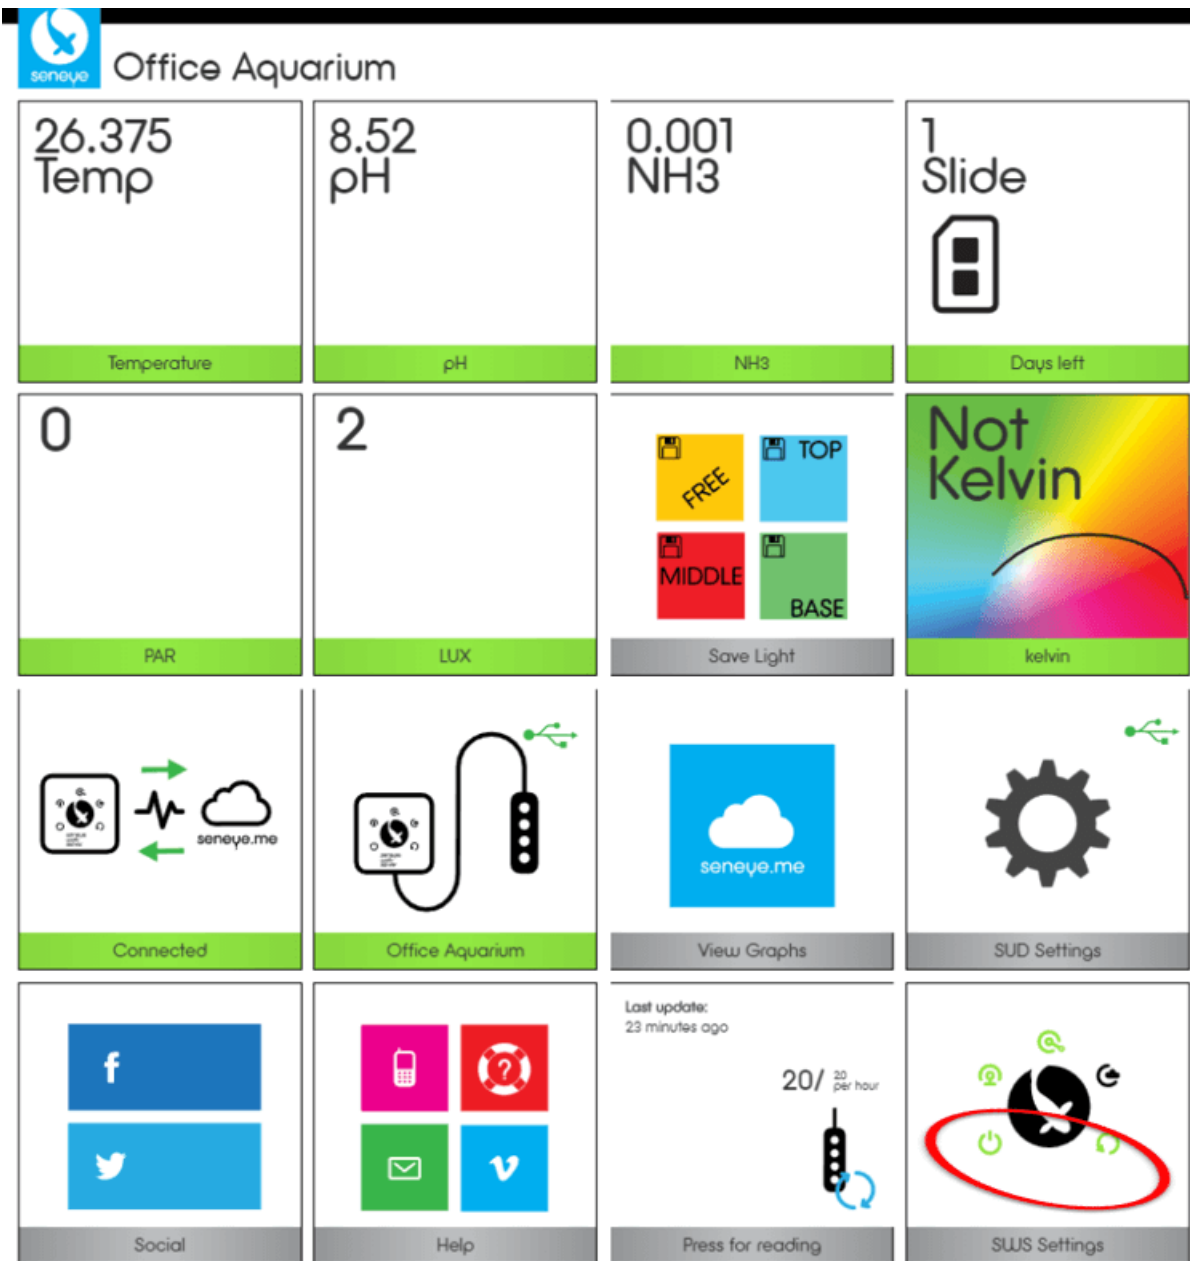 seneye
Office Aquarium
26.375
Temp
Temperature
8.52
pH
pH
0.001
NH3
NH3
1
Slide
Days left
0
PAR
2
LUX
FREE
TOP
MIDDLE
BASE
Save Light
Not
Kelvin
kelvin
seneye.me
Connected
Office Aquarium
seneye.me
View Graphs
SUD Settings
f
Social
?
v
Help
Last update:
23 minutes ago
20/ 20
per hour
Press for reading
SWS Settings